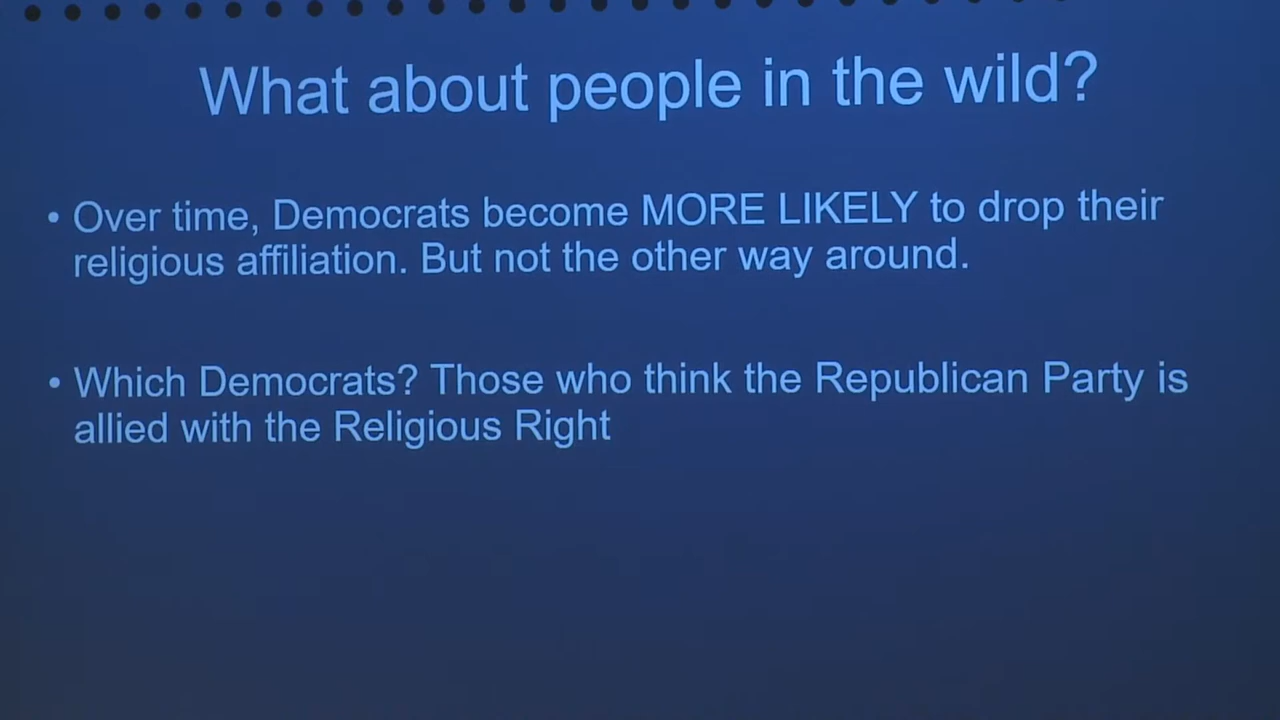 What about people in the wild?
• Over time, Democrats become MORE LIKELY to drop their
religious affiliation. But not the other way around.
• Which Democrats? Those who think the Republican Party is
allied with the Religious Right